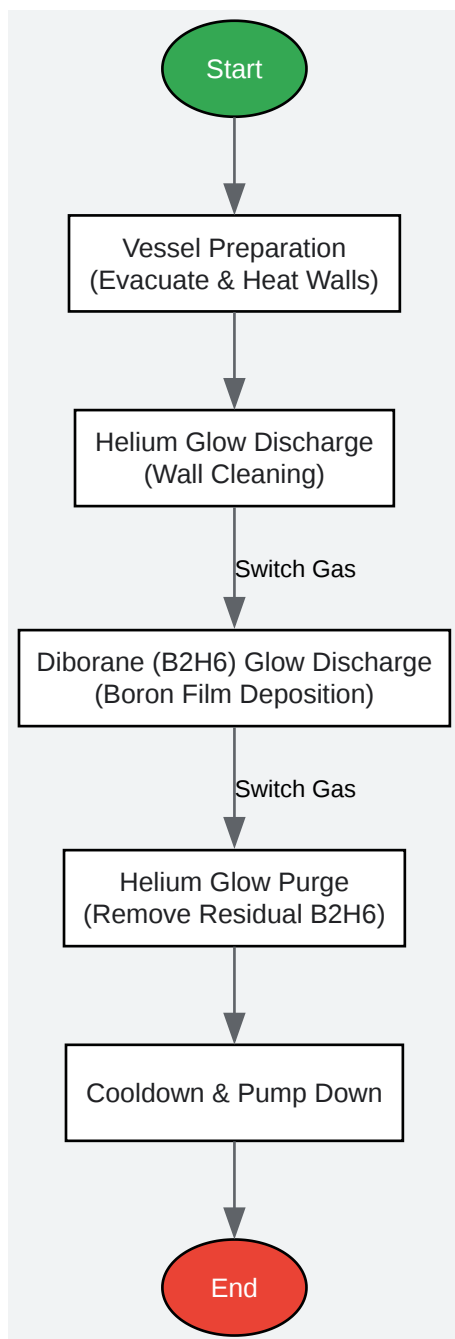 Start
Vessel Preparation
(Evacuate & Heat Walls)
Helium Glow Discharge
(Wall Cleaning)
Switch Gas
Diborane (B2H6) Glow Discharge
(Boron Film Deposition)
Switch Gas
Helium Glow Purge
(Remove Residual B2H6)
Cooldown & Pump Down
End